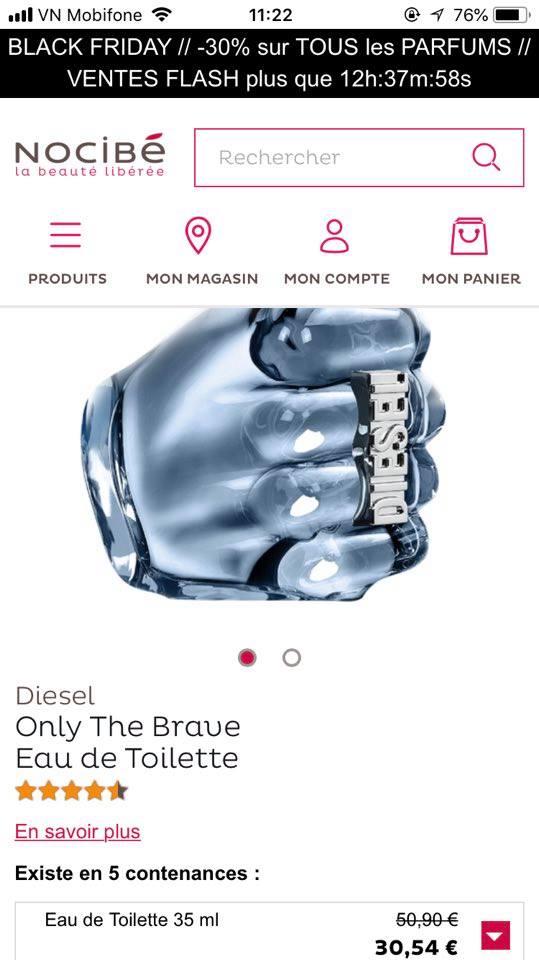 VN Mobifone 11:22 76%
BLACK FRIDAY // -30% sur TOUS les PARFUMS //
VENTES FLASH plus que 12h:37m:58s
NOCIBÉ
la beauté libérée
Rechercher
PRODUITS MON MAGASIN MON COMPTE MON PANIER
DIESEL
Diesel
Only The Brave
Eau de Toilette
En savoir plus
Existe en 5 contenances :
Eau de Toilette 35 ml 50,90 €
30,54 €